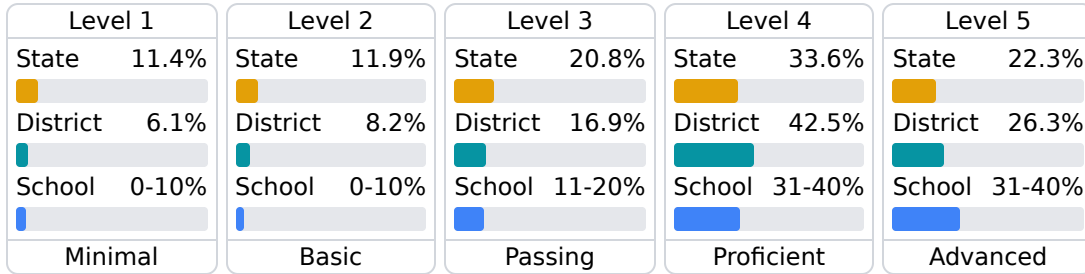 Level 1
State 11.4%
District 6.1%
School 0-10%
Minimal
Level 2
State 11.9%
District 8.2%
School 0-10%
Basic
Level 3
State 20.8%
District 16.9%
School 11-20%
Passing
Level 4
State 33.6%
District 42.5%
School 31-40%
Proficient
Level 5
State 22.3%
District 26.3%
School 31-40%
Advanced